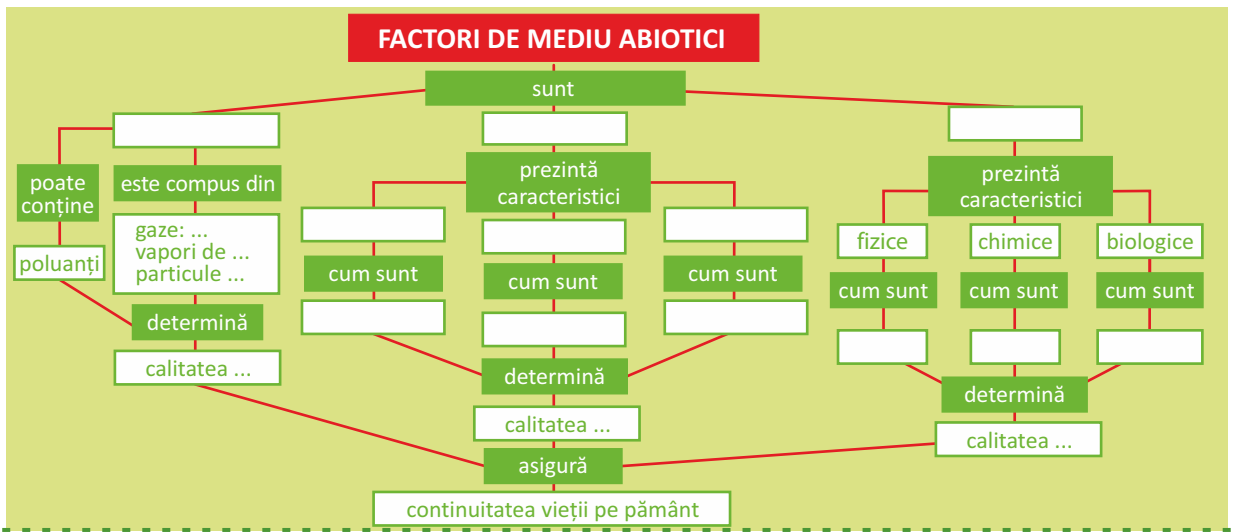 FACTORI DE MEDIU ABIOTICI
sunt
poate
conține
poluanți
este compus din
gaze: ...
vapori de ...
particule ...
determină
calitatea ...
prezintă
caracteristici
cum sunt
cum sunt
cum sunt
determină
calitatea ...
prezintă
caracteristici
fizice
chimice
biologice
cum sunt
cum sunt
cum sunt
determină
calitatea ...
asigură
continuitatea vieții pe pământ